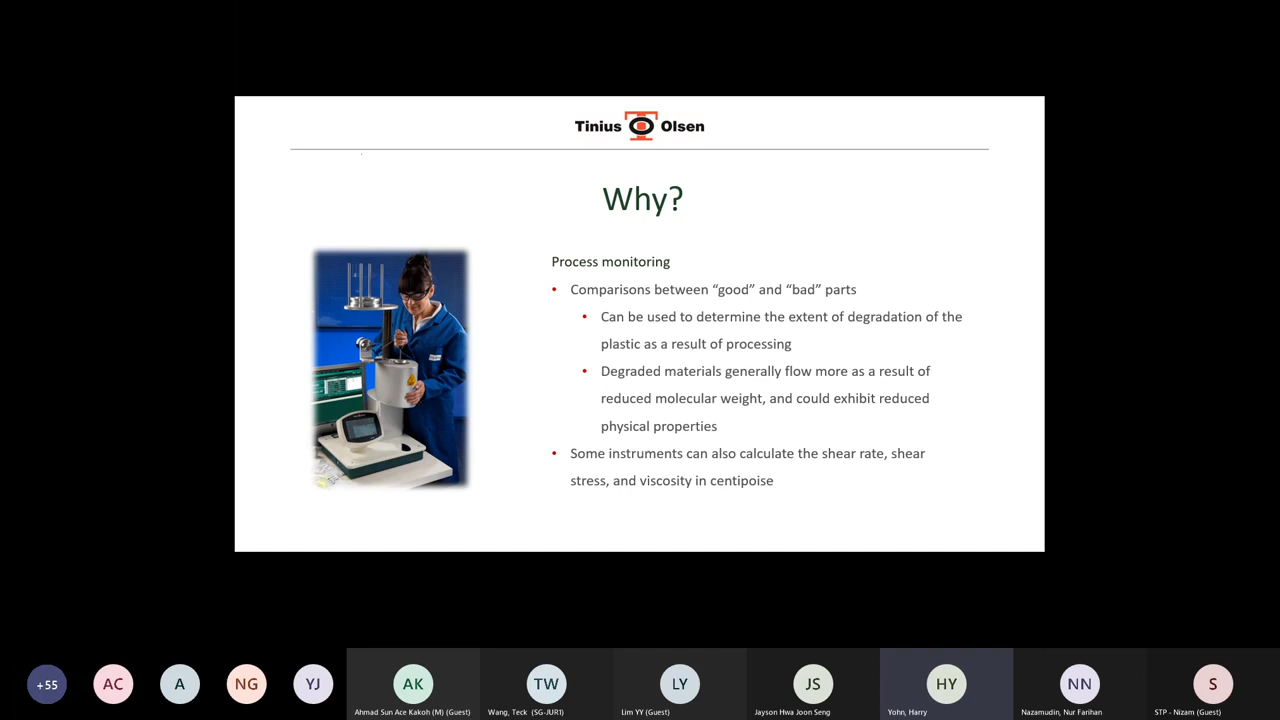 Tinius Olsen
Why?
Process monitoring
• Comparisons between “good” and “bad” parts
• Can be used to determine the extent of degradation of the
plastic as a result of processing
• Degraded materials generally flow more as a result of
reduced molecular weight, and could exhibit reduced
physical properties
• Some instruments can also calculate the shear rate, shear
stress, and viscosity in centipoise
+55
AC
A
NG
YJ
AK
TW
LY
JS
HY
NN
S
Ahmad Sun Ace Kakoh (M) (Guest)
Wang, Teck (SG-JUR1)
Lim YY (Guest)
Jayson Hwa Joon Seng
Yohn, Harry
Nazamudin, Nur Farihan
STP - Nizam (Guest)